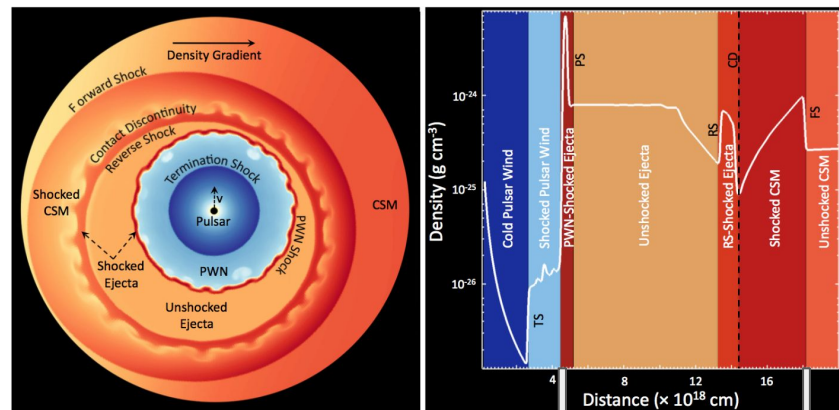 Density Gradient
Forward Shock
Contact Discontinuity
Reverse Shock
Termination Shock
Shocked
CSM
v
Pulsar
CSM
PWN Shock
Shocked
Ejecta
PWN
Unshocked
Ejecta
Density (g cm-3)
10-24
10-25
10-26
Cold Pulsar Wind
TS
Shocked Pulsar Wind
PWN-Shocked Ejecta
PS
Unshocked Ejecta
RS
RS-Shocked Ejecta
CD
Shocked CSM
FS
Unshocked CSM
4 8 12 16
Distance (× 1018 cm)